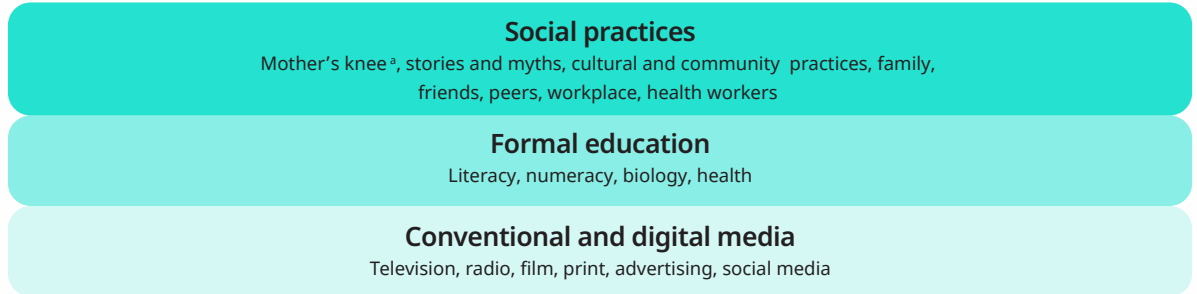 Social practices
Mother’s knee ᵃ, stories and myths, cultural and community practices, family,
friends, peers, workplace, health workers
Formal education
Literacy, numeracy, biology, health
Conventional and digital media
Television, radio, film, print, advertising, social media